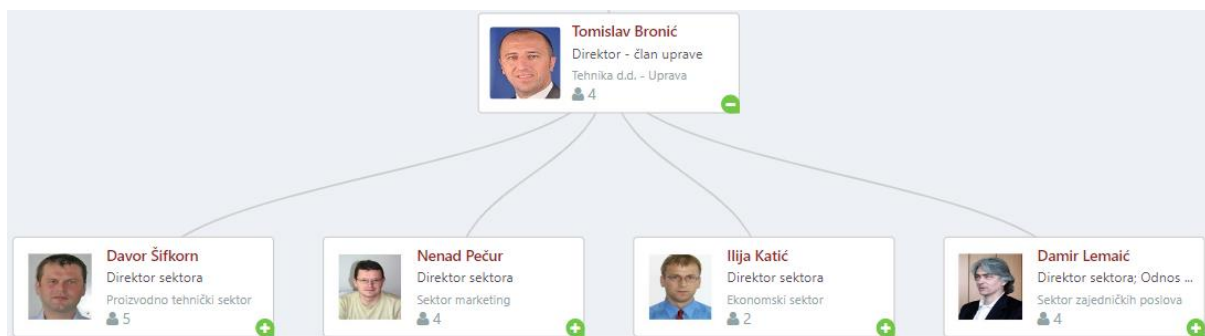 Tomislav Bronić
Direktor - član uprave
Tehnika d.d. - Uprava
4
Davor Šifkorn
Direktor sektora
Proizvodno tehnički sektor
5
Nenad Pečur
Direktor sektora
Sektor marketing
4
Ilija Katić
Direktor sektora
Ekonomski sektor
2
Damir Lemaić
Direktor sektora; Odnos ...
Sektor zajedničkih poslova
4